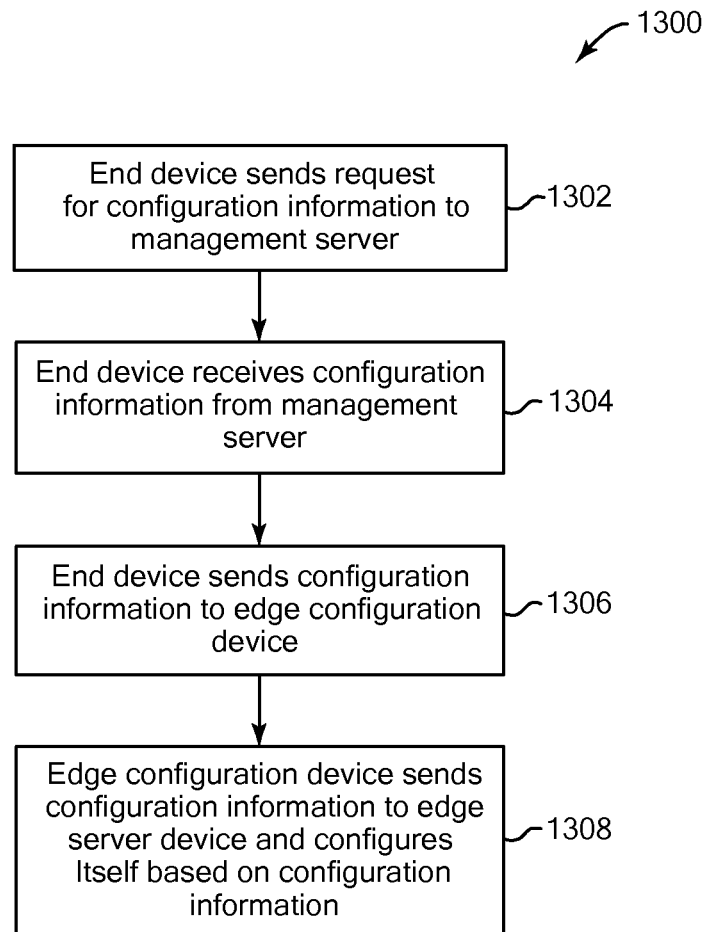 1300
End device sends request
for configuration information to
management server
1302
End device receives configuration
information from management
server
1304
End device sends configuration
information to edge configuration
device
1306
Edge configuration device sends
configuration information to edge
server device and configures
Itself based on configuration
information
1308